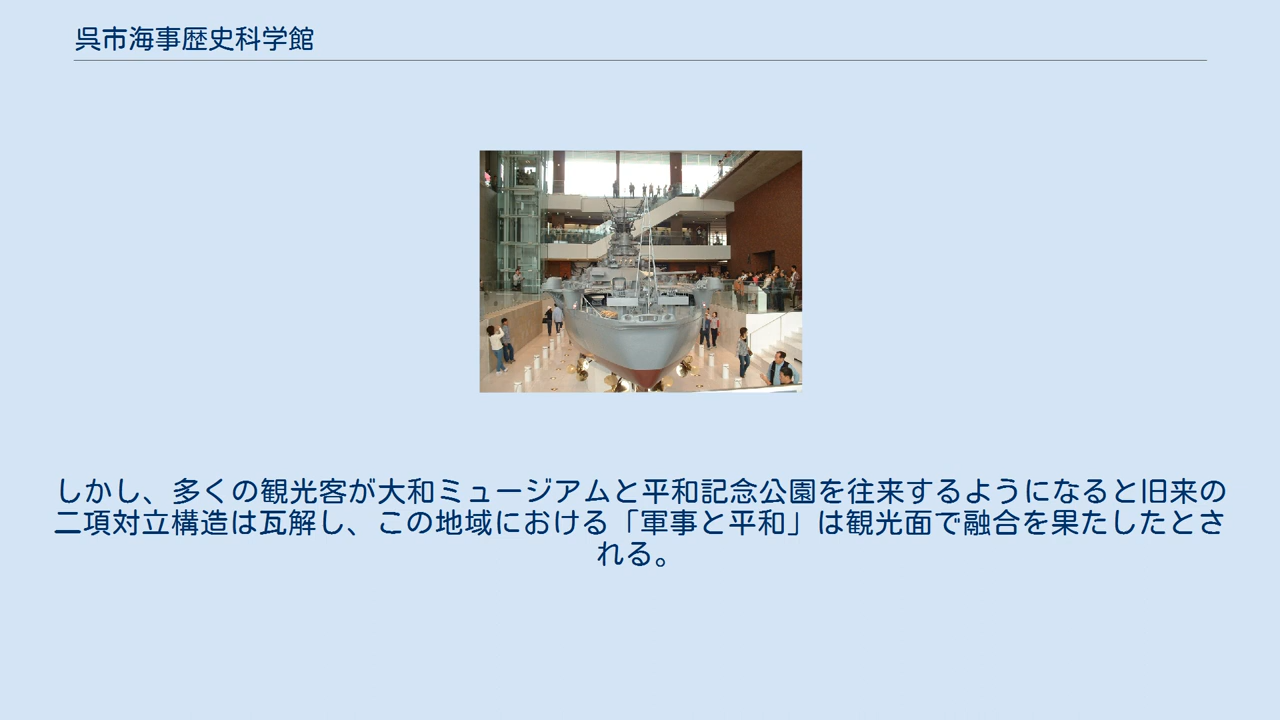 呉市海事歴史科学館
しかし、多くの観光客が大和ミュージアムと平和記念公園を往来するようになると旧来の
二項対立構造は瓦解し、この地域における「軍事と平和」は観光面で融合を果たしたとさ
れる。